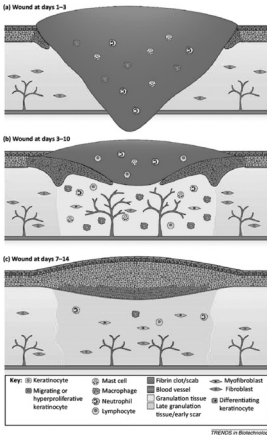 (a) Wound at days 1–3
(b) Wound at days 3–10
(c) Wound at days 7–14
Key:
Keratinocyte
Migrating or
hyperproliferative
keratinocyte
Mast cell
Macrophage
Neutrophil
Lymphocyte
Fibrin clot/scab
Blood vessel
Granulation tissue
Late granulation
tissue/early scar
Myofibroblast
Fibroblast
Differentiating
keratinocyte
TRENDS in Biotechnology